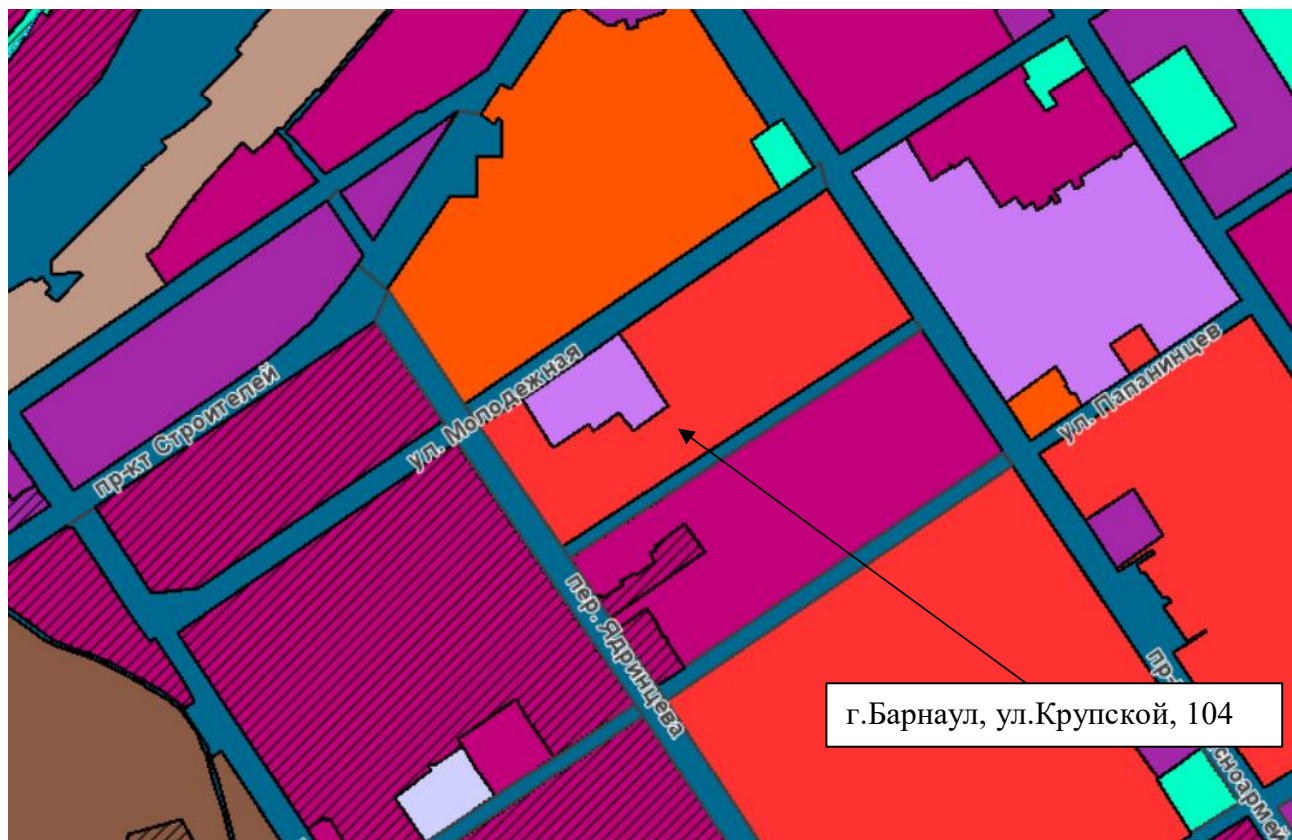 ул. Молодежная
пр-кт Строителей
ул. Папанинцев
пер. Ядринцева
г.Барнаул, ул.Крупской, 104